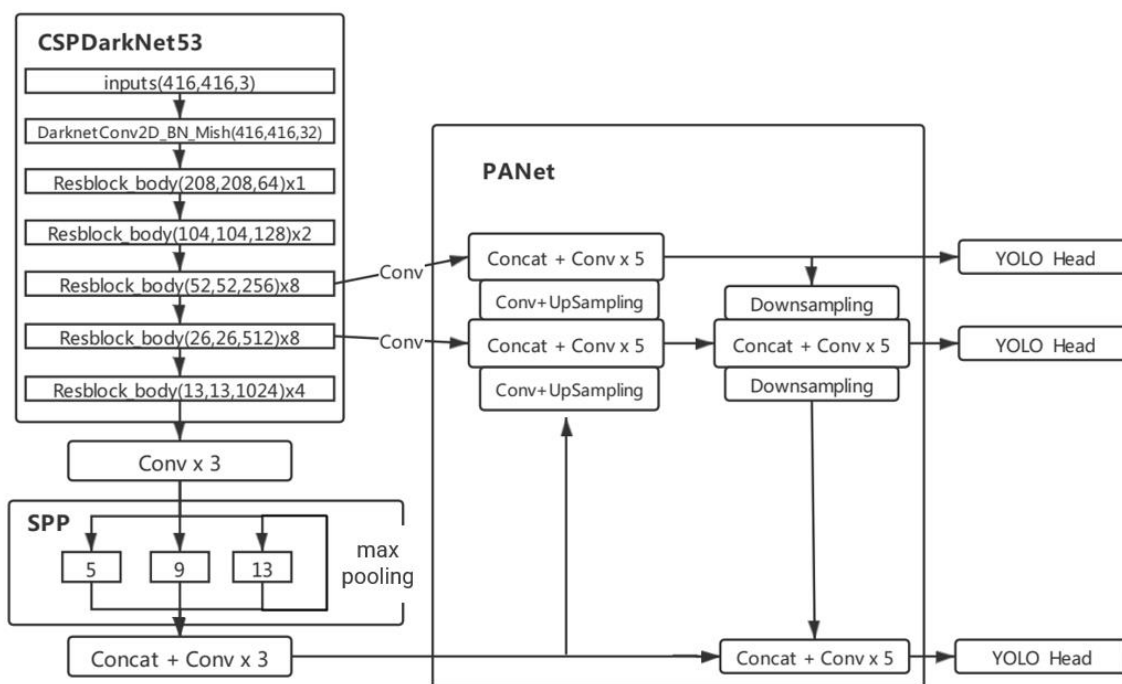 CSPDarkNet53
inputs(416,416,3)
DarknetConv2D_BN_Mish(416,416,32)
Resblock_body(208,208,64)x1
Resblock_body(104,104,128)x2
Resblock_body(52,52,256)x8
Resblock_body(26,26,512)x8
Resblock_body(13,13,1024)x4
Conv x 3
SPP
5
9
13
max
pooling
Concat + Conv x 3
Conv
Conv
PANet
Concat + Conv x 5
Conv+UpSampling
Concat + Conv x 5
Conv+UpSampling
Downsampling
Concat + Conv x 5
Downsampling
Concat + Conv x 5
YOLO Head
YOLO Head
YOLO Head